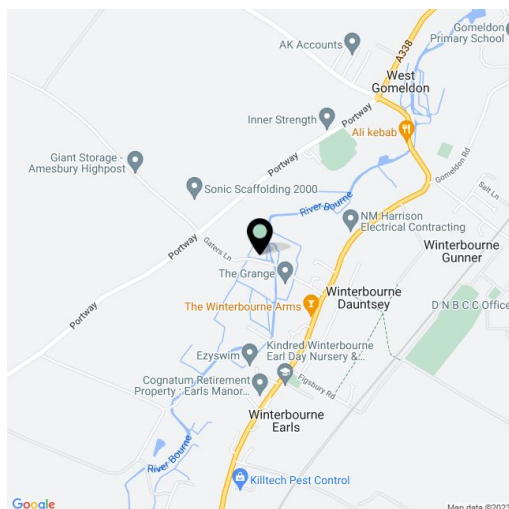 Gomeldon
Primary School
AK Accounts
A338
West
Gomeldon
Inner Strength
Portway
Ali kebab
Giant Storage -
Amesbury Highpost
Portway
Gomeldon Rd
Sonic Scaffolding 2000
Salt Ln
River Bourne
NM Harrison
Electrical Contracting
Portway
Gaters Ln
Winterbourne
Gunner
The Grange
Winterbourne
Dauntsey
The Winterbourne Arms
D N B C C Office
Portway
Ezyswim
Kindred Winterbourne
Earl Day Nursery &...
Cognatum Retirement
Property : Earls Manor...
Figsbury Rd
Winterbourne
Earls
River Bourne
Killtech Pest Control
Google
Map data ©202